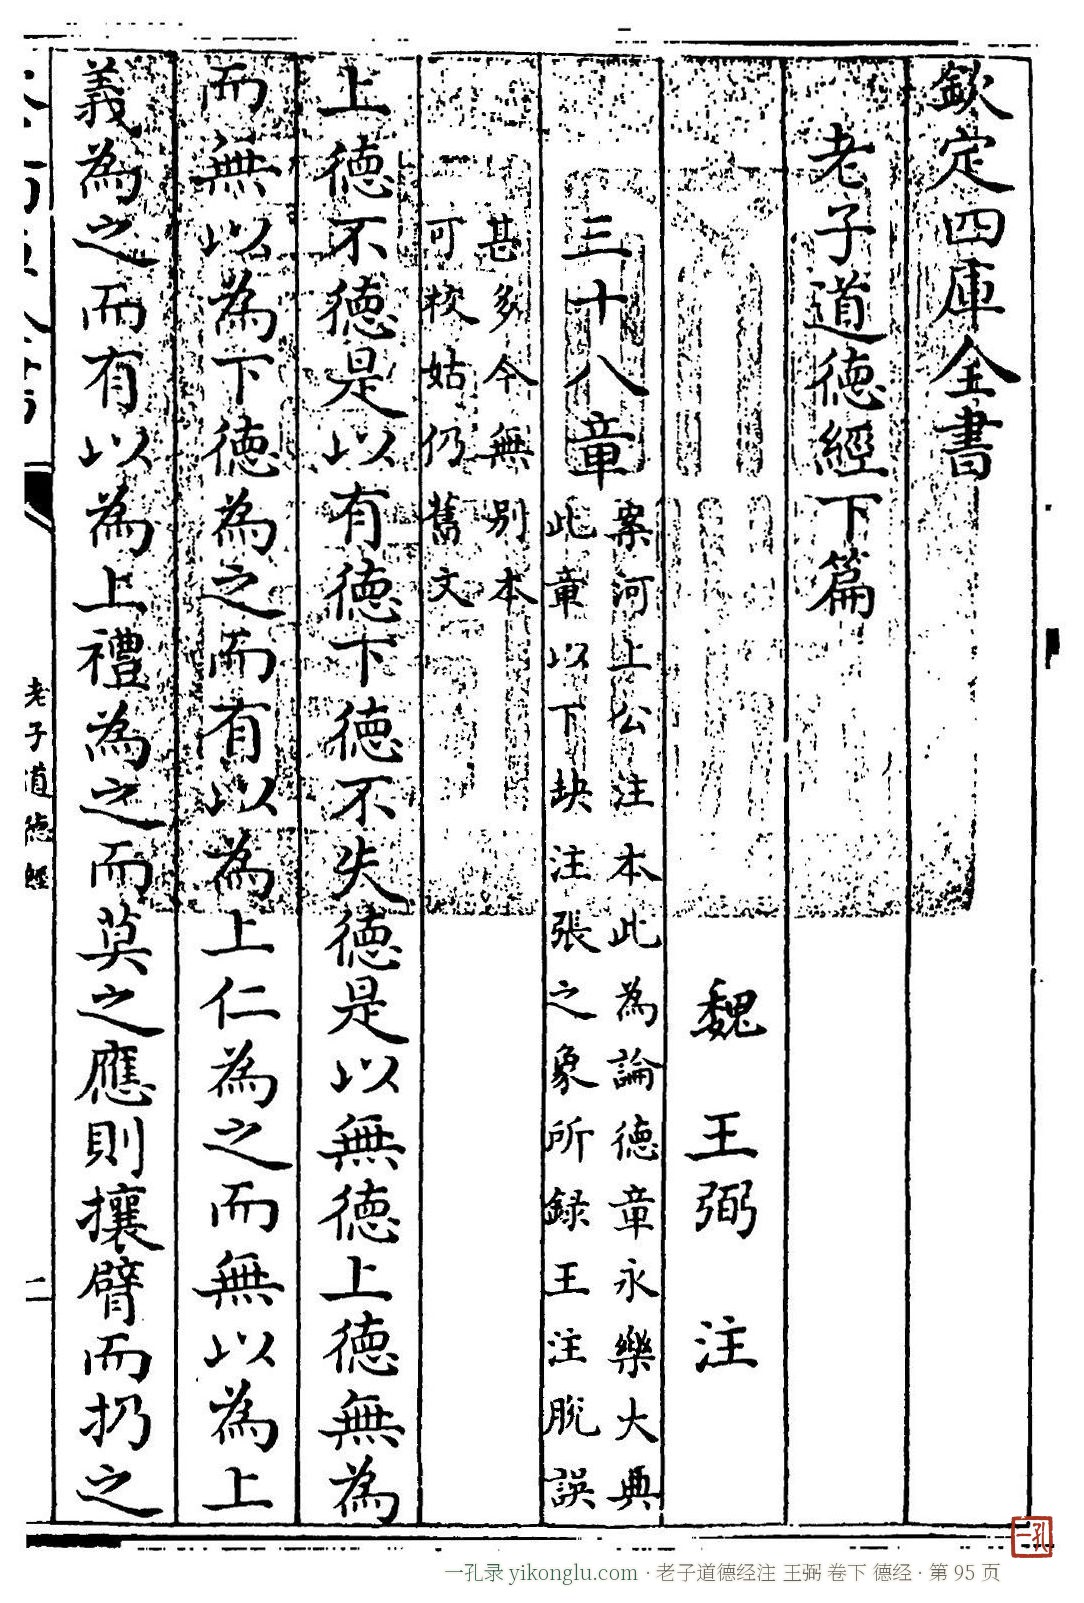 欽定四庫全書
老子道德經下篇
魏 王弼 注
三十八章
案河上公注本此為論德章永樂大典
此章以下缺注張之象所録王注脫誤
甚多今無别本
可校姑仍舊文
上德不德是以有德下德不失德是以無德上德無為
而無以為下德為之而有以為上仁為之而無以為上
義為之而有以為上禮為之而莫之應則攘臂而扔之
老子道德經
二
一孔
一孔录 yikonglu.com · 老子道德经注 王弼 卷下 德经 · 第 95 页